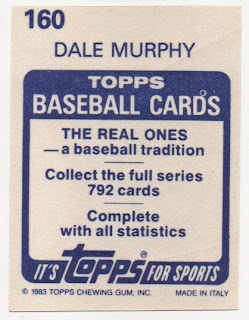 160
DALE MURPHY
TOPPS
BASEBALL CARDS
THE REAL ONES
— a baseball tradition
Collect the full series
792 cards
Complete
with all statistics
IT'S Topps® FOR SPORTS
© 1983 TOPPS CHEWING GUM, INC. MADE IN ITALY